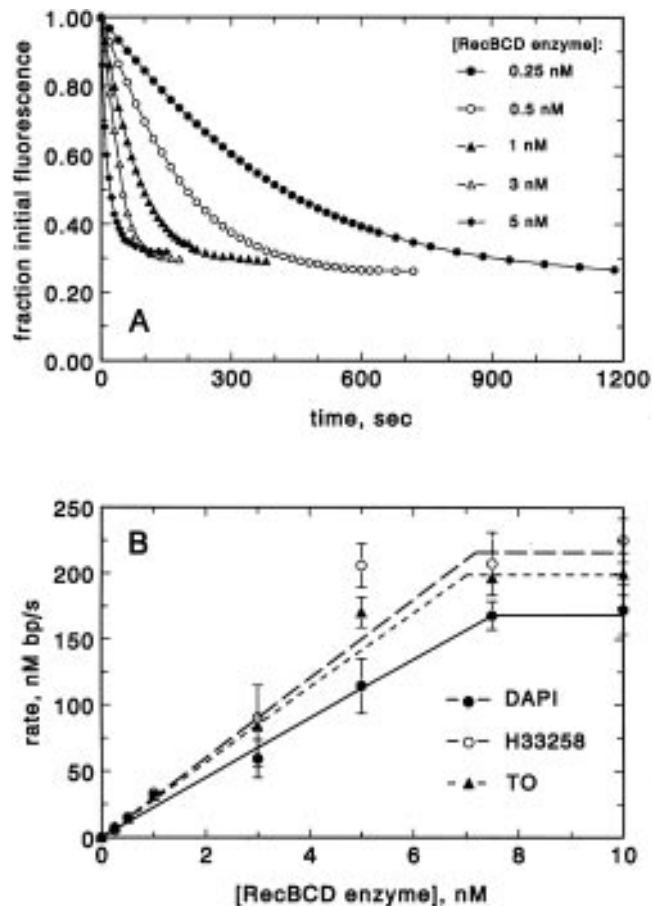 1.00
0.80
0.60
0.40
0.20
0.00
fraction initial fluorescence
A
[RecBCD enzyme]:
0.25 nM
0.5 nM
1 nM
3 nM
5 nM
0 300 600 900 1200
time, sec
250
200
150
100
50
0
rate, nM bp/s
B
DAPI
H33258
TO
0 2 4 6 8 10
[RecBCD enzyme], nM